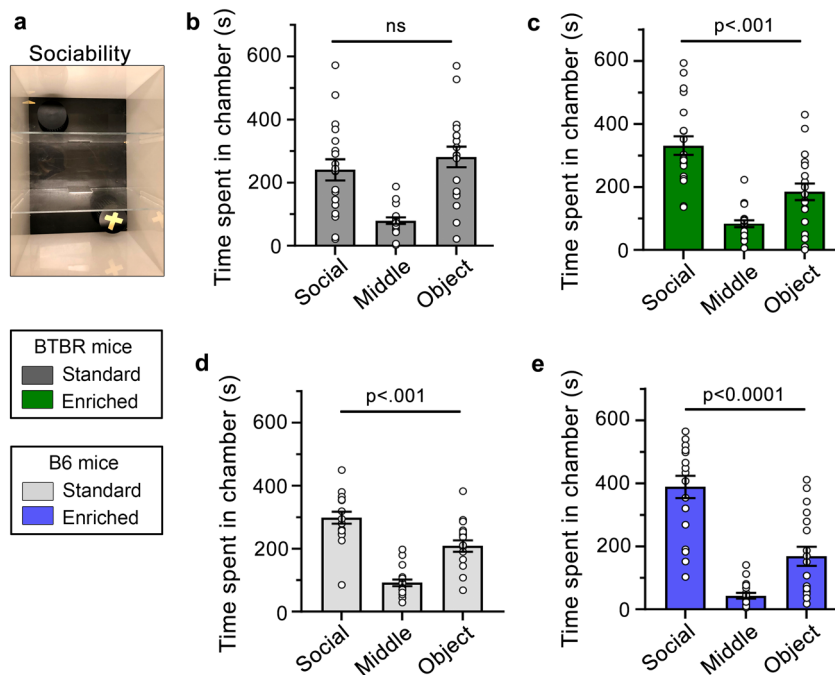 a
Sociability
BTBR mice
Standard
Enriched
B6 mice
Standard
Enriched
b
Time spent in chamber (s)
600
400
200
0
ns
Social
Middle
Object
c
Time spent in chamber (s)
600
400
200
0
p<.001
Social
Middle
Object
d
Time spent in chamber (s)
600
400
200
0
p<.001
Social
Middle
Object
e
Time spent in chamber (s)
600
400
200
0
p<0.0001
Social
Middle
Object